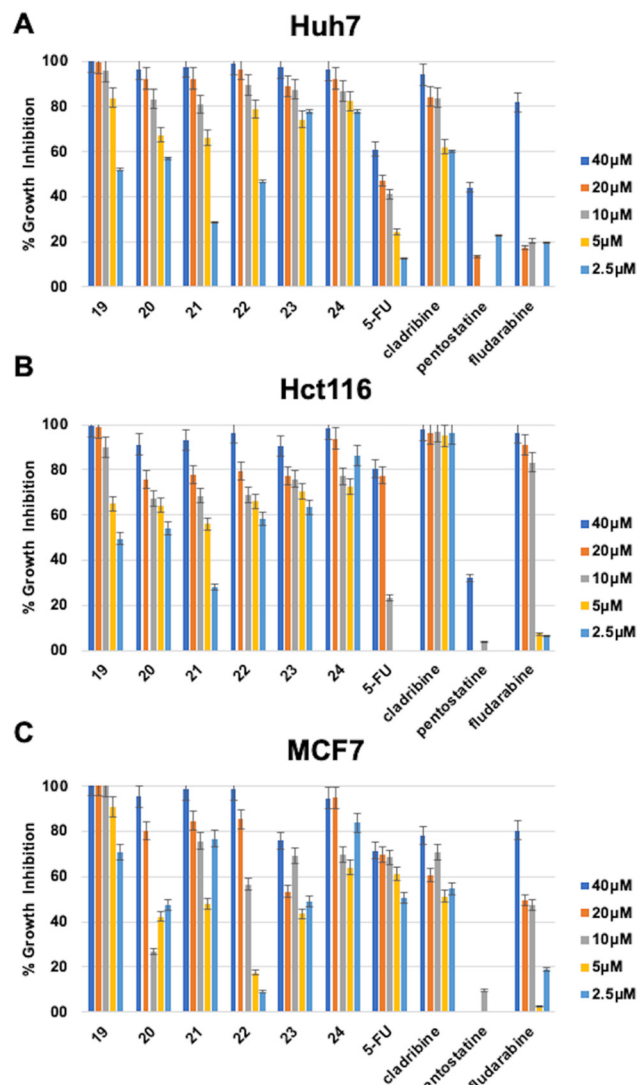 A
Huh7
% Growth Inhibition
100
80
60
40
20
00
19
20
21
22
23
24
5-FU
cladribine
pentostatine
fludarabine
40µM
20µM
10µM
5µM
2.5µM
B
Hct116
% Growth Inhibition
100
80
60
40
20
00
19
20
21
22
23
24
5-FU
cladribine
pentostatine
fludarabine
40µM
20µM
10µM
5µM
2.5µM
C
MCF7
% Growth Inhibition
100
80
60
40
20
00
19
20
21
22
23
24
5-FU
cladribine
pentostatine
fludarabine
40µM
20µM
10µM
5µM
2.5µM